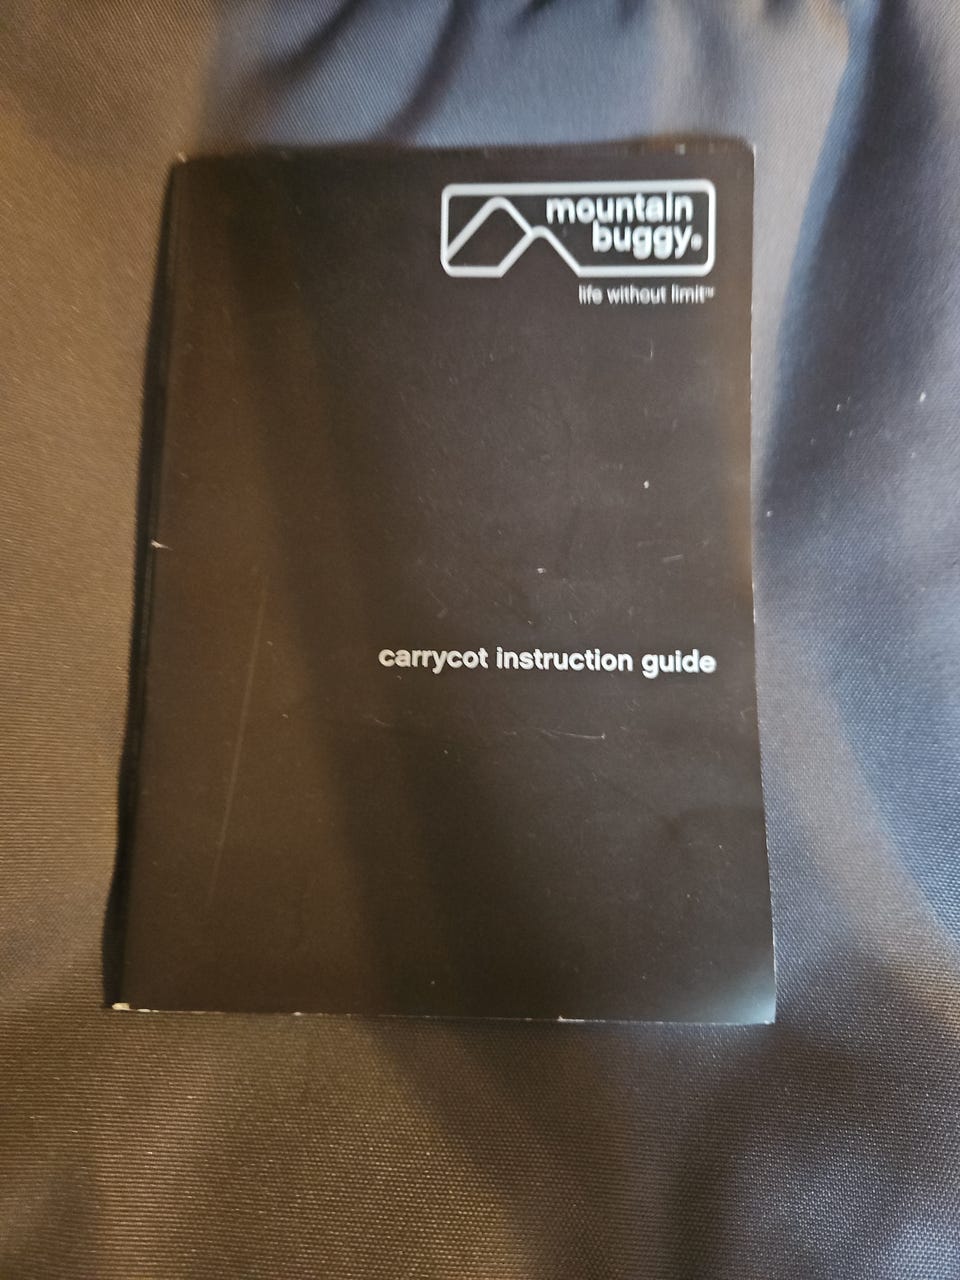 mountain
buggy®
life without limit™
carrycot instruction guide